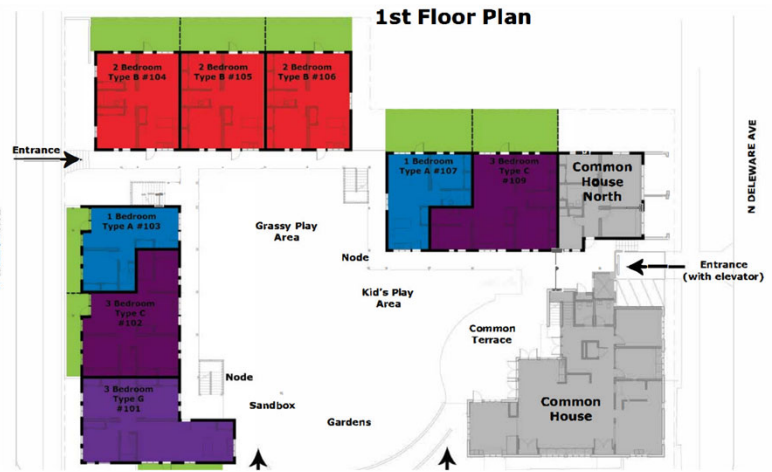 1st Floor Plan
2 Bedroom
Type B #104
2 Bedroom
Type B #105
2 Bedroom
Type B #106
Entrance
1 Bedroom
Type A #107
3 Bedroom
Type C
#109
Common
House
North
N DELEWARE AVE
1 Bedroom
Type A #103
Grassy Play
Area
Node
Entrance
(with elevator)
Kid's Play
Area
3 Bedroom
Type C
#102
Common
Terrace
Node
3 Bedroom
Type G
#101
Sandbox
Gardens
Common
House